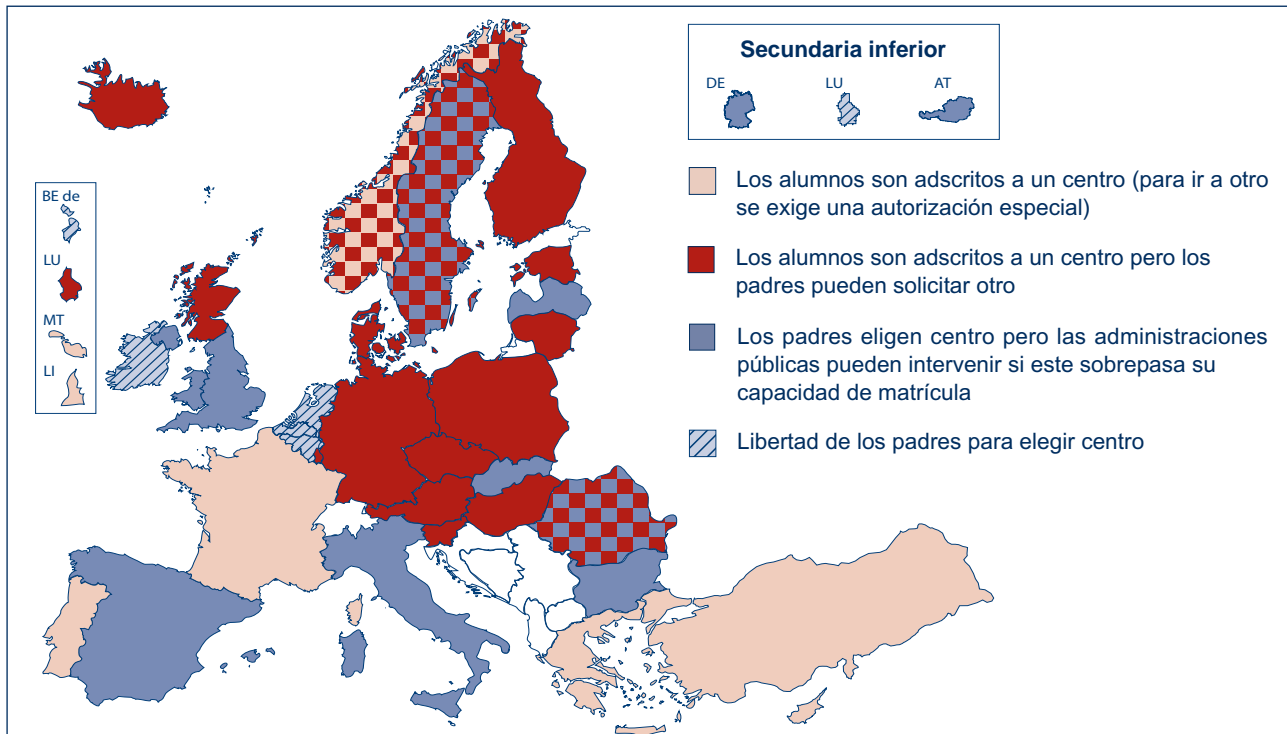 Secundaria inferior
DE LU AT
BE de
LU
MT
LI
Los alumnos son adscritos a un centro (para ir a otro
se exige una autorización especial)
Los alumnos son adscritos a un centro pero los
padres pueden solicitar otro
Los padres eligen centro pero las administraciones
públicas pueden intervenir si este sobrepasa su
capacidad de matrícula
Libertad de los padres para elegir centro